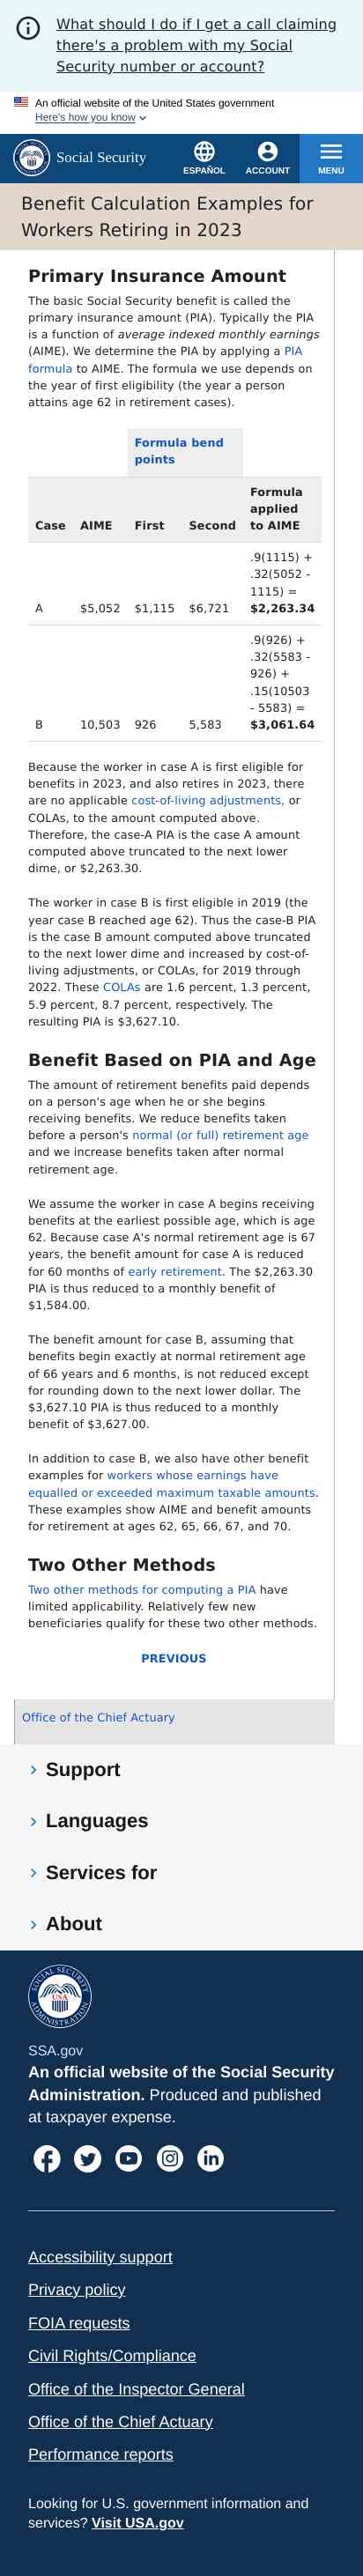 What should I do if I get a call claiming
there's a problem with my Social
Security number or account?
An official website of the United States government
Here's how you know
Social Security
ESPAÑOL
ACCOUNT
MENU
Benefit Calculation Examples for
Workers Retiring in 2023
Primary Insurance Amount
The basic Social Security benefit is called the
primary insurance amount (PIA). Typically the PIA
is a function of average indexed monthly earnings
(AIME). We determine the PIA by applying a PIA
formula to AIME. The formula we use depends on
the year of first eligibility (the year a person
attains age 62 in retirement cases).
Formula bend
points
Formula
applied
Case AIME First Second to AIME
.9(1115) +
.32(5052 -
1115) =
A $5,052 $1,115 $6,721 $2,263.34
.9(926) +
.32(5583 -
926) +
.15(10503
- 5583) =
B 10,503 926 5,583 $3,061.64
Because the worker in case A is first eligible for
benefits in 2023, and also retires in 2023, there
are no applicable cost-of-living adjustments, or
COLAs, to the amount computed above.
Therefore, the case-A PIA is the case A amount
computed above truncated to the next lower
dime, or $2,263.30.
The worker in case B is first eligible in 2019 (the
year case B reached age 62). Thus the case-B PIA
is the case B amount computed above truncated
to the next lower dime and increased by cost-of-
living adjustments, or COLAs, for 2019 through
2022. These COLAs are 1.6 percent, 1.3 percent,
5.9 percent, 8.7 percent, respectively. The
resulting PIA is $3,627.10.
Benefit Based on PIA and Age
The amount of retirement benefits paid depends
on a person's age when he or she begins
receiving benefits. We reduce benefits taken
before a person's normal (or full) retirement age
and we increase benefits taken after normal
retirement age.
We assume the worker in case A begins receiving
benefits at the earliest possible age, which is age
62. Because case A's normal retirement age is 67
years, the benefit amount for case A is reduced
for 60 months of early retirement. The $2,263.30
PIA is thus reduced to a monthly benefit of
$1,584.00.
The benefit amount for case B, assuming that
benefits begin exactly at normal retirement age
of 66 years and 6 months, is not reduced except
for rounding down to the next lower dollar. The
$3,627.10 PIA is thus reduced to a monthly
benefit of $3,627.00.
In addition to case B, we also have other benefit
examples for workers whose earnings have
equalled or exceeded maximum taxable amounts.
These examples show AIME and benefit amounts
for retirement at ages 62, 65, 66, 67, and 70.
Two Other Methods
Two other methods for computing a PIA have
limited applicability. Relatively few new
beneficiaries qualify for these two other methods.
PREVIOUS
Office of the Chief Actuary
Support
Languages
Services for
About
SOCIAL SECURITY
USA
ADMINISTRATION
SSA.gov
An official website of the Social Security
Administration. Produced and published
at taxpayer expense.
Accessibility support
Privacy policy
FOIA requests
Civil Rights/Compliance
Office of the Inspector General
Office of the Chief Actuary
Performance reports
Looking for U.S. government information and
services? Visit USA.gov